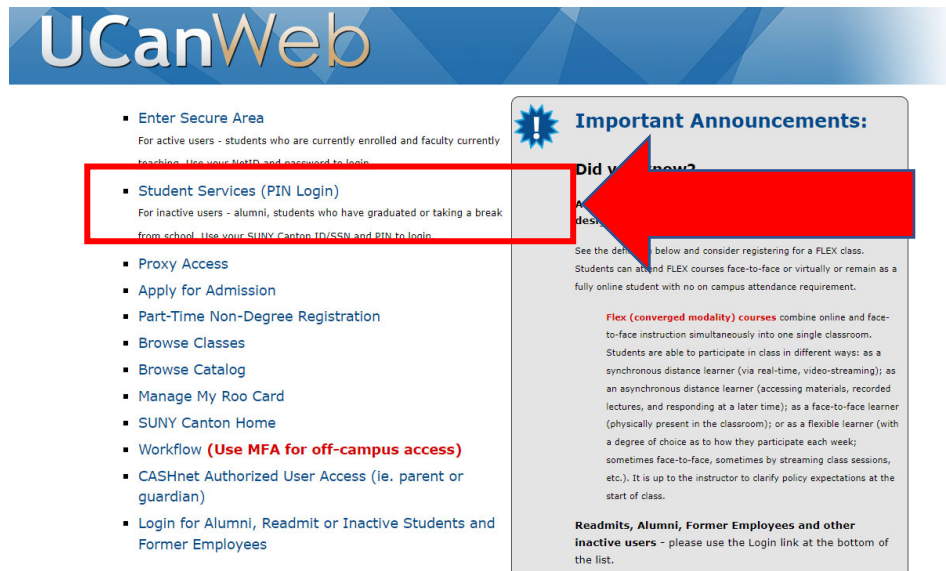 UCanWeb
Enter Secure Area
For active users - students who are currently enrolled and faculty currently
teaching. Use your NetID and password to login
Student Services (PIN Login)
For inactive users - alumni, students who have graduated or taking a break
from school. Use your SUNY Canton ID/SSN and PIN to login
Proxy Access
Apply for Admission
Part-Time Non-Degree Registration
Browse Classes
Browse Catalog
Manage My Roo Card
SUNY Canton Home
Workflow (Use MFA for off-campus access)
CASHnet Authorized User Access (ie. parent or
guardian)
Login for Alumni, Readmit or Inactive Students and
Former Employees
Important Announcements:
Did know?
See the below and consider registering for a FLEX class.
Students can FLEX courses face-to-face or virtually or remain as a
fully online student with no on campus attendance requirement.
Flex (converged modality) courses combine online and face-
to-face instruction simultaneously into one single classroom.
Students are able to participate in class in different ways: as a
synchronous distance learner (via real-time, video-streaming); as
an asynchronous distance learner (accessing materials, recorded
lectures, and responding at a later time); as a face-to-face learner
(physically present in the classroom); or as a flexible learner (with
a degree of choice as to how they participate each week;
sometimes face-to-face, sometimes by streaming class sessions,
etc.). It is up to the instructor to clarify policy expectations at the
start of class.
Readmits, Alumni, Former Employees and other
inactive users - please use the Login link at the bottom of
the list.